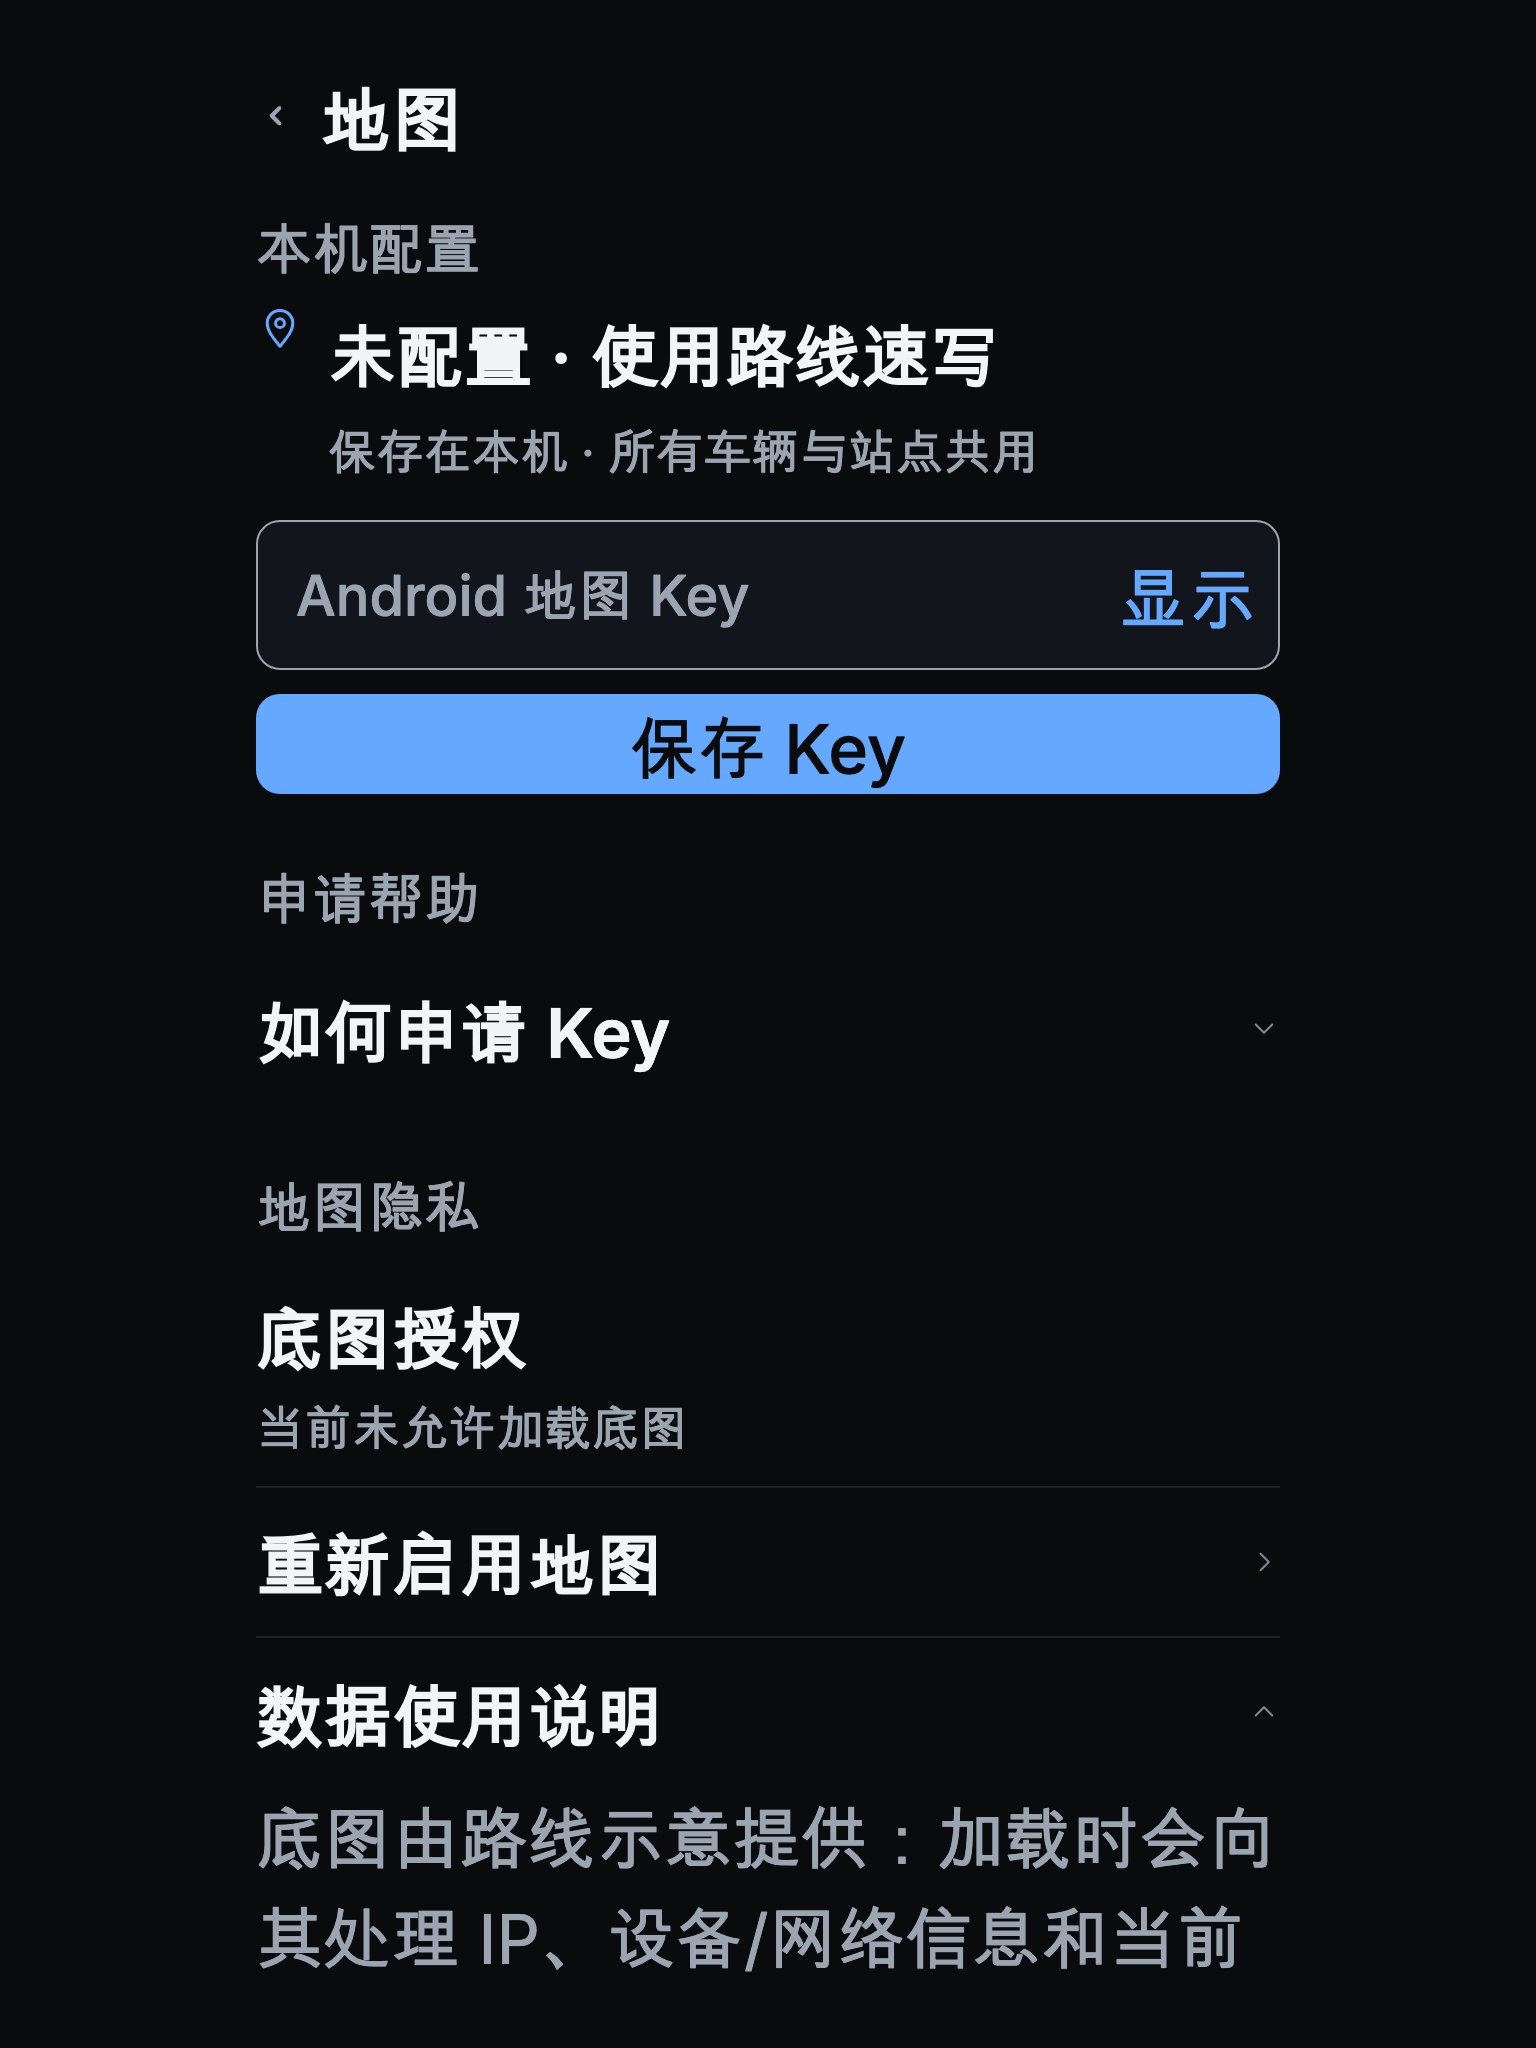 地图
本机配置
未配置 · 使用路线速写
保存在本机 · 所有车辆与站点共用
Android 地图 Key 显示
保存 Key
申请帮助
如何申请 Key
地图隐私
底图授权
当前未允许加载底图
重新启用地图
数据使用说明
底图由路线示意提供：加载时会向
其处理 IP、设备/网络信息和当前